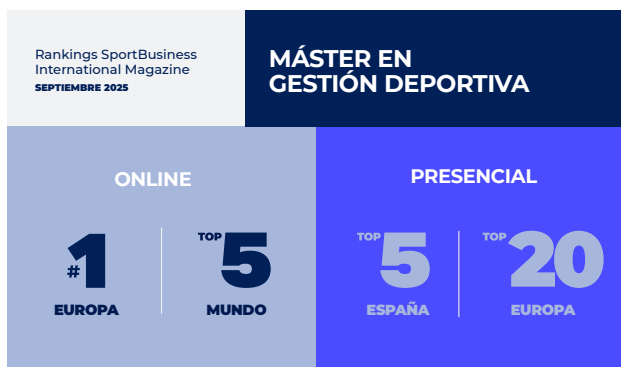 Rankings SportBusiness
International Magazine
SEPTIEMBRE 2025
MÁSTER EN
GESTIÓN DEPORTIVA
ONLINE
#1
EUROPA
TOP 5
MUNDO
PRESENCIAL
TOP 5
ESPAÑA
TOP 20
EUROPA